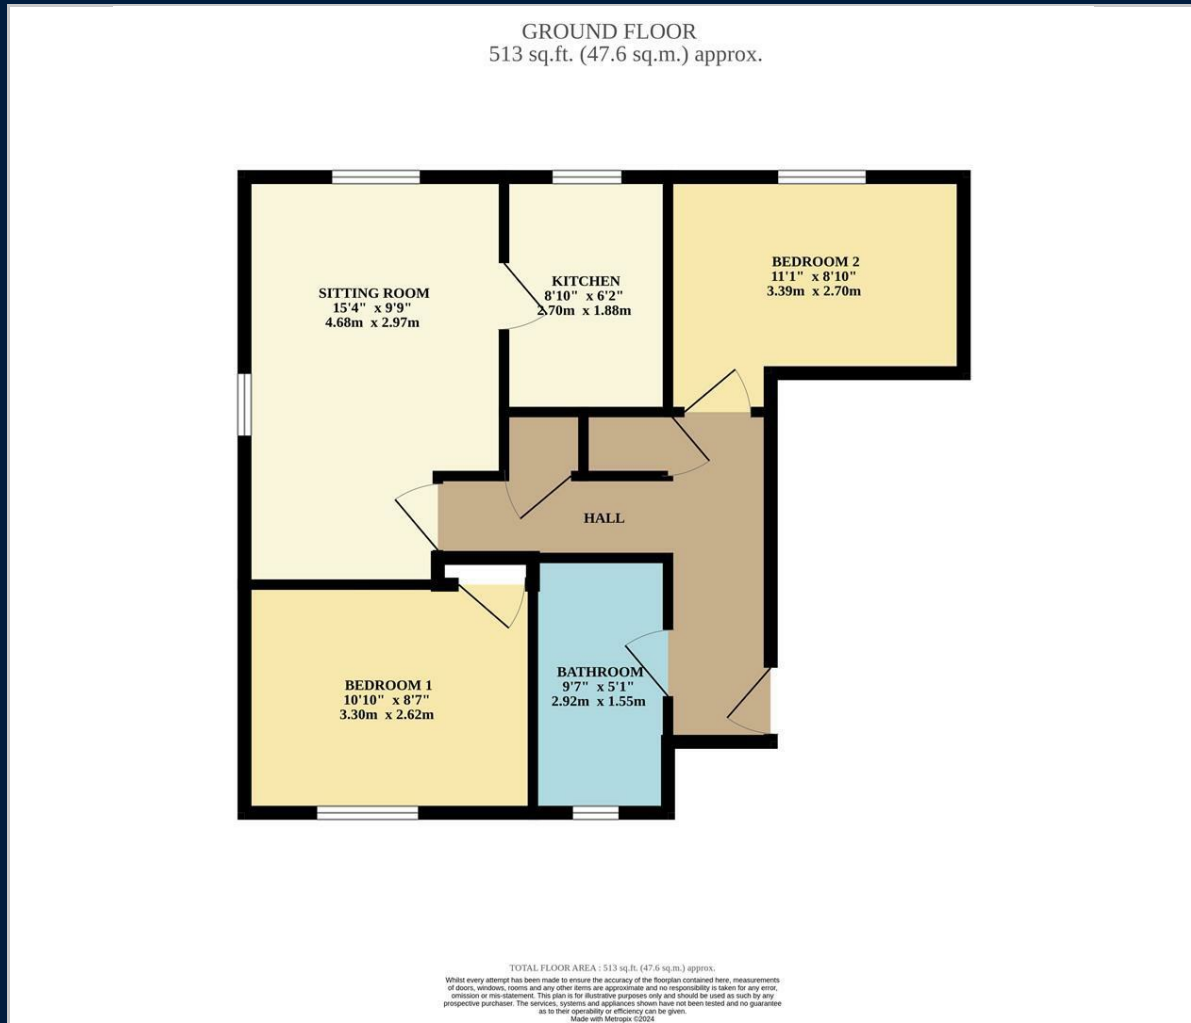 GROUND FLOOR
513 sq.ft. (47.6 sq.m.) approx.
SITTING ROOM
15'4" x 9'9"
4.68m x 2.97m
KITCHEN
8'10" x 6'2"
2.70m x 1.88m
BEDROOM 2
11'1" x 8'10"
3.39m x 2.70m
HALL
BEDROOM 1
10'10" x 8'7"
3.30m x 2.62m
BATHROOM
9'7" x 5'1"
2.92m x 1.55m
TOTAL FLOOR AREA : 513 sq.ft. (47.6 sq.m.) approx.
Whilst every attempt has been made to ensure the accuracy of the floorplan contained here, measurements
of doors, windows, rooms and any other items are approximate and no responsibility is taken for any error,
omission or mis-statement. This plan is for illustrative purposes only and should be used as such by any
prospective purchaser. The services, systems and appliances shown have not been tested and no guarantee
as to their operability or efficiency can be given.
Made with Metropix ©2024